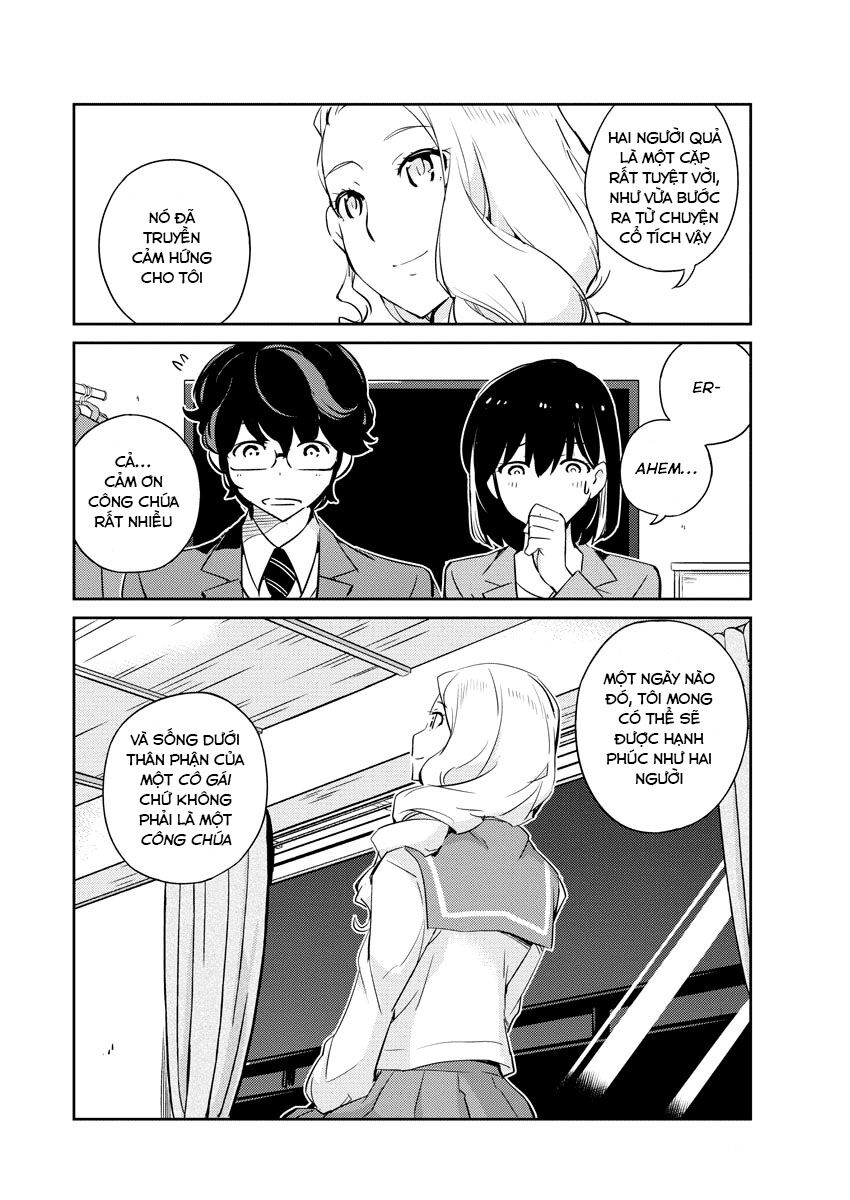 HAI NGƯỜI QUẢ
LÀ MỘT CẶP
RẤT TUYỆT VỜI,
NHƯ VỪA BƯỚC
RA TỪ CHUYỆN
CỔ TÍCH VẬY
NÓ ĐÃ
TRUYỀN
CẢM HỨNG
CHO TÔI
ER-
AHEM...
CẢ...
CẢM ƠN
CÔNG CHÚA
RẤT NHIỀU
MỘT NGÀY NÀO
ĐÓ, TÔI MONG
CÓ THỂ SẼ
ĐƯỢC HẠNH
PHÚC NHƯ HAI
NGƯỜI
VÀ SỐNG DƯỚI
THÂN PHẬN CỦA
MỘT CÔ GÁI
CHỨ KHÔNG
PHẢI LÀ MỘT
CÔNG CHÚA